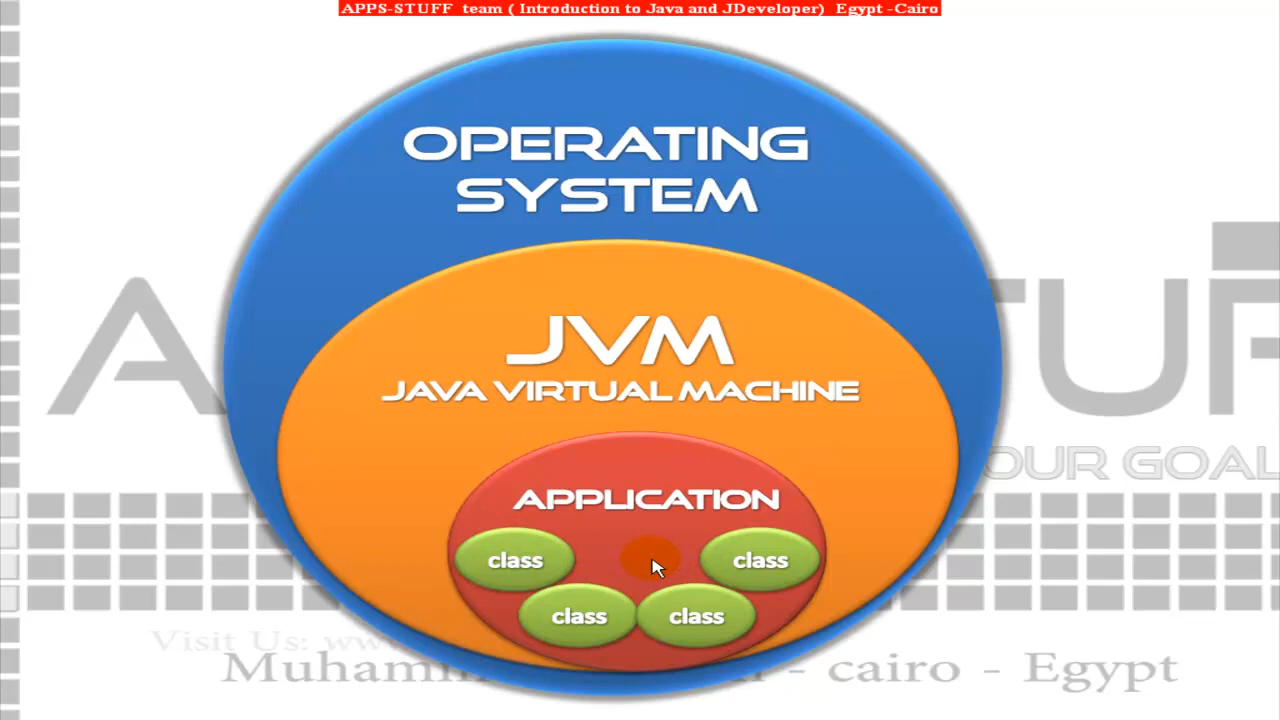 APPS-STUFF team ( Introduction to Java and JDeveloper) Egypt -Cairo
OPERATING
SYSTEM
JVM
JAVA VIRTUAL MACHINE
OUR GOAL
APPLICATION
class
class
class
class
Visit Us:
- cairo - Egypt